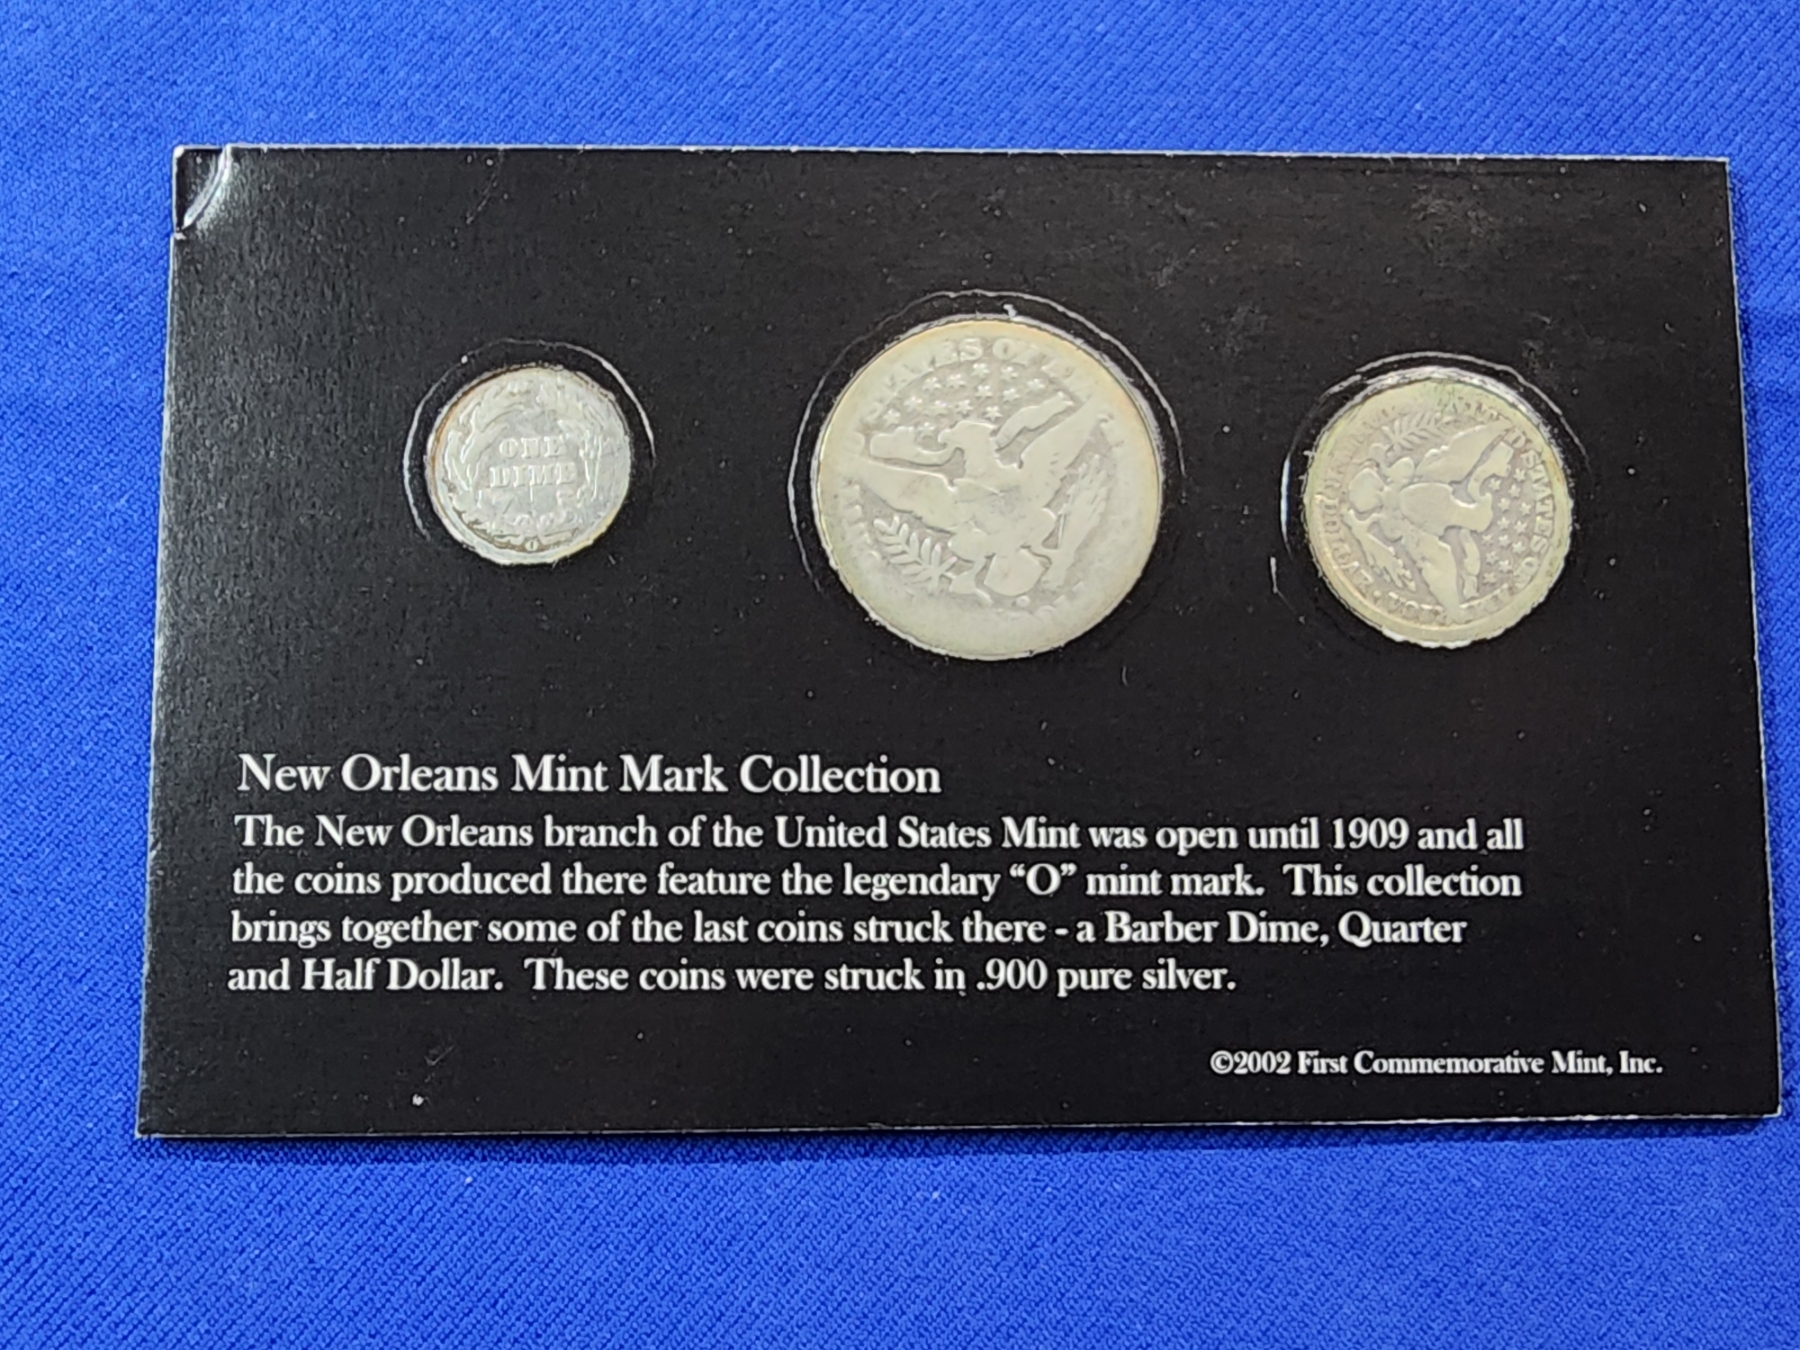 ONE
DIME
O
STATES O
STATES OF
New Orleans Mint Mark Collection
The New Orleans branch of the United States Mint was open until 1909 and all
the coins produced there feature the legendary “O” mint mark.  This collection
brings together some of the last coins struck there - a Barber Dime, Quarter
and Half Dollar.  These coins were struck in .900 pure silver.
©2002 First Commemorative Mint, Inc.